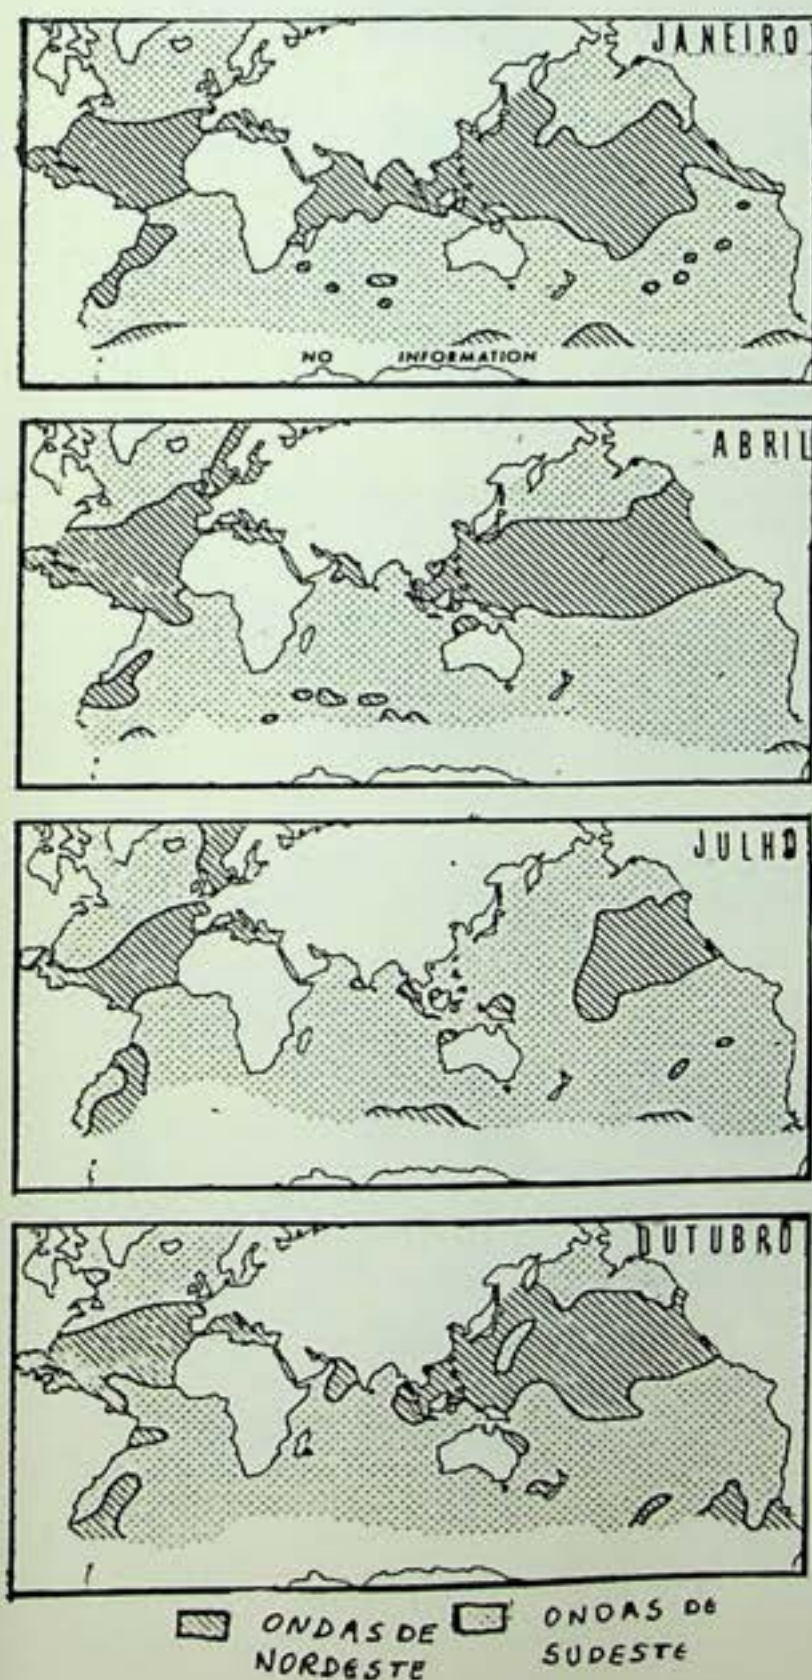 JANEIRO
NO INFORMATION
ABRIL
JULHO
OUTUBRO
ONDAS DE
NORDESTE
ONDAS DE
SUDESTE